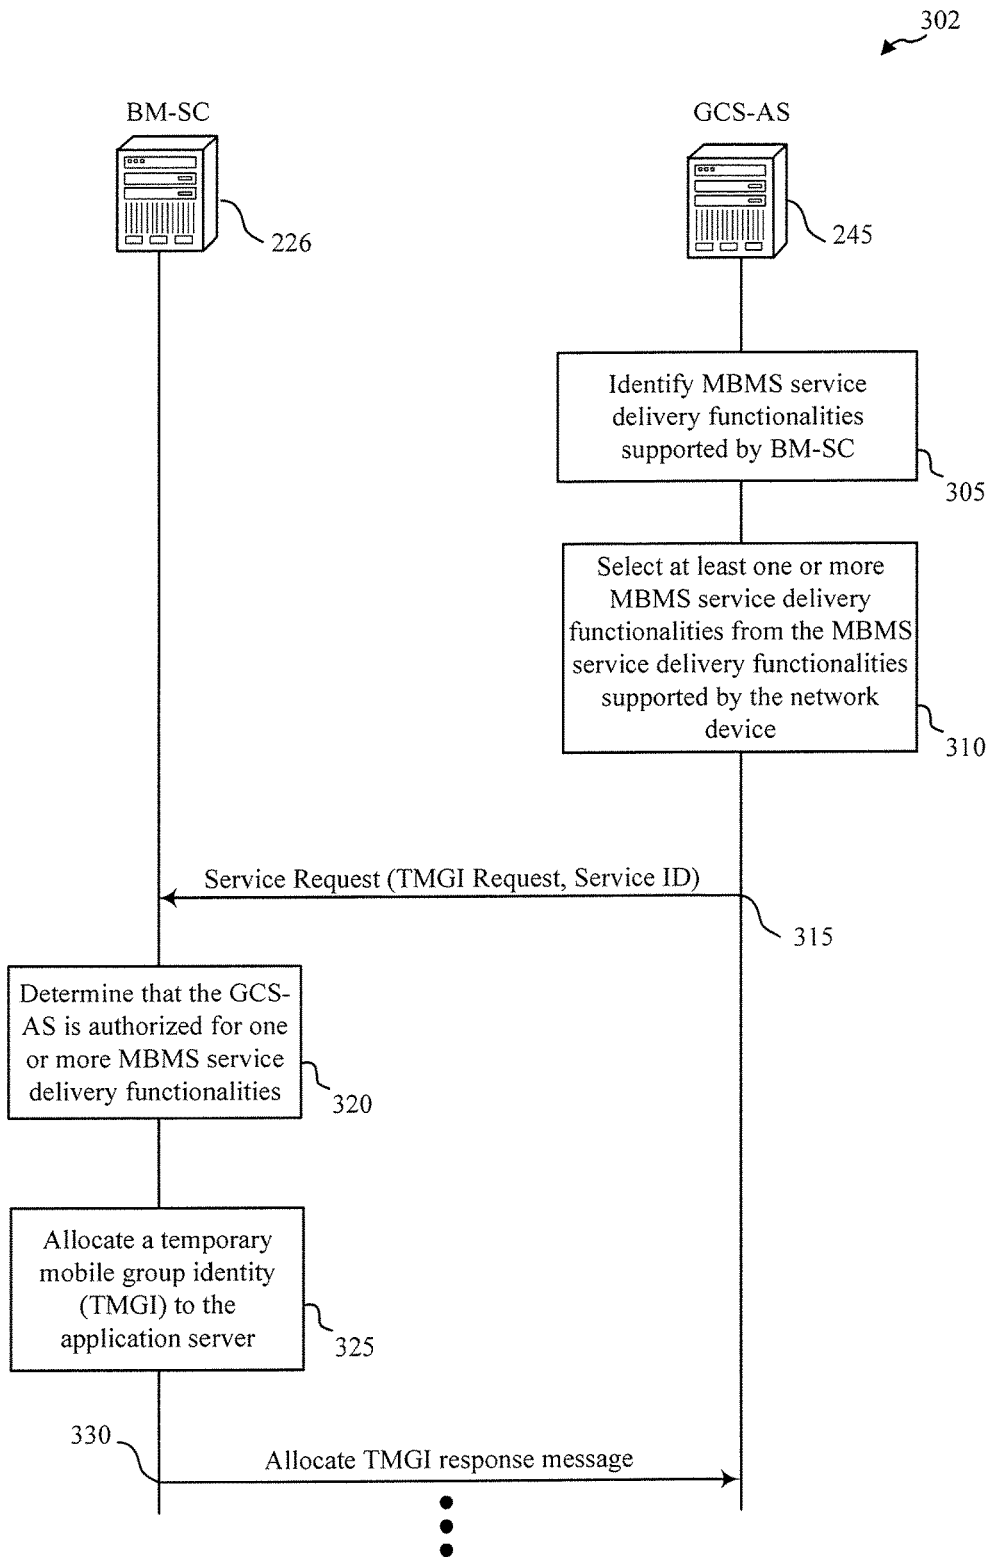 302
BM-SC
GCS-AS
226
245
Identify MBMS service
delivery functionalities
supported by BM-SC
305
Select at least one or more
MBMS service delivery
functionalities from the MBMS
service delivery functionalities
supported by the network
device
310
Service Request (TMGI Request, Service ID)
315
Determine that the GCS-
AS is authorized for one
or more MBMS service
delivery functionalities
320
Allocate a temporary
mobile group identity
(TMGI) to the
application server
325
330
Allocate TMGI response message